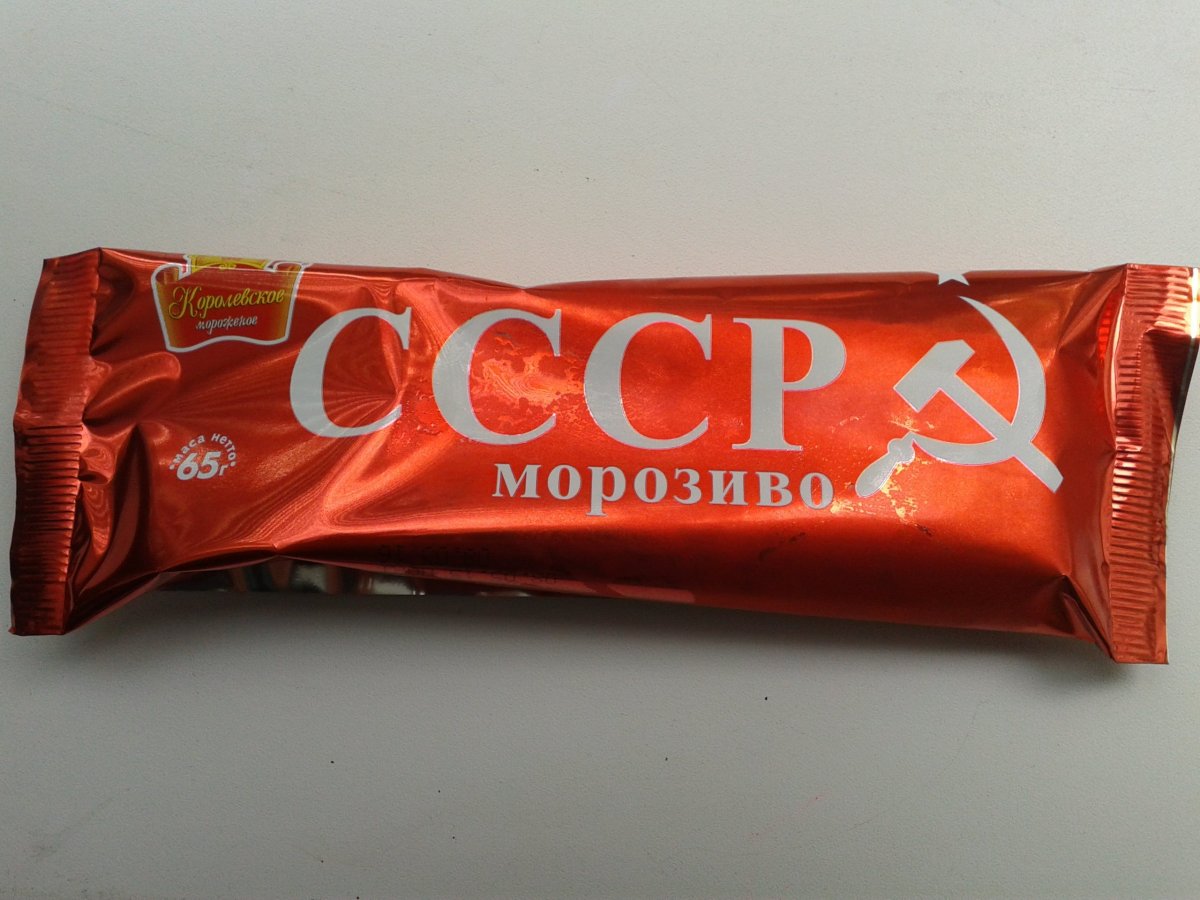 Королевское
мороженое
СССР
морозиво
маса нетто
65г